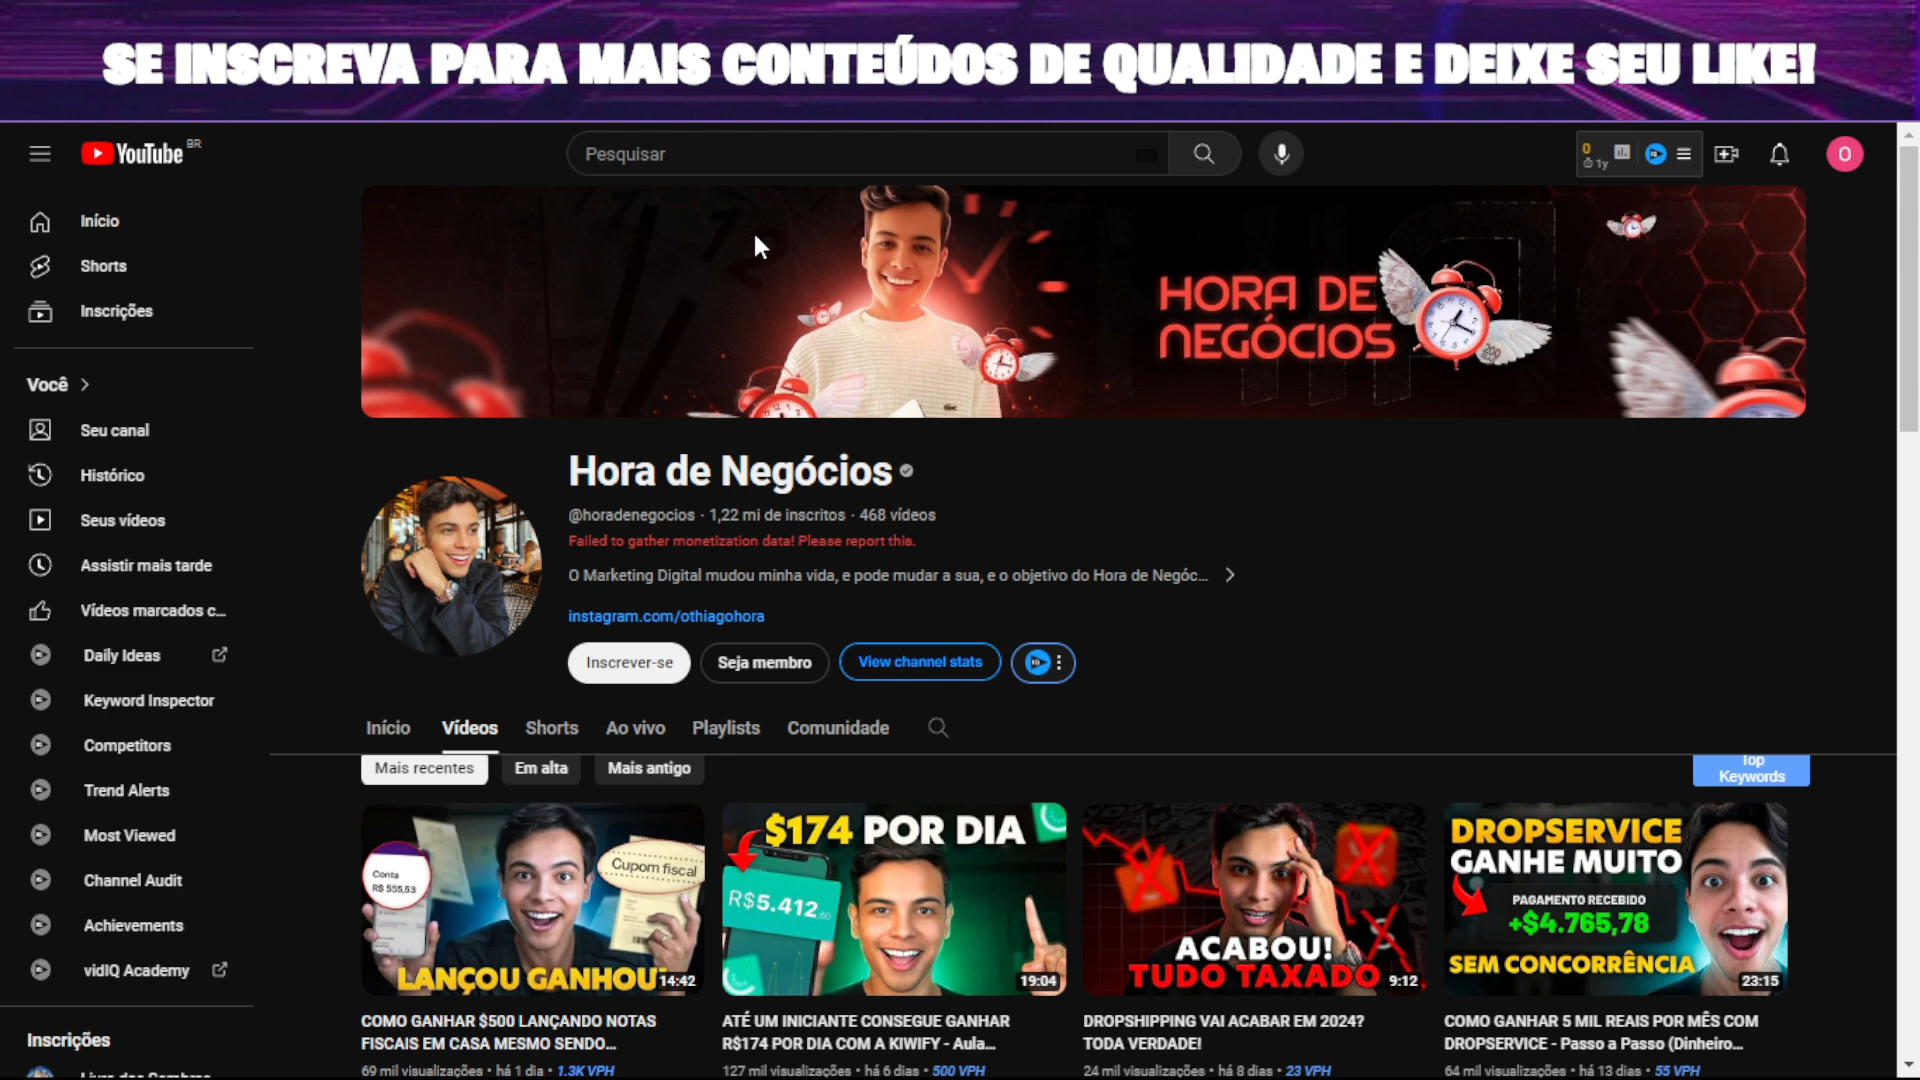 SE INSCREVA PARA MAIS CONTEÚDOS DE QUALIDADE E DEIXE SEU LIKE!
YouTube BR
Pesquisar
0
1y
O
Início
Shorts
Inscrições
Você
Seu canal
Histórico
Seus vídeos
Assistir mais tarde
Vídeos marcados c...
Daily Ideas
Keyword Inspector
Competitors
Trend Alerts
Most Viewed
Channel Audit
Achievements
vidIQ Academy
Inscrições
HORA DE
NEGÓCIOS
200
Hora de Negócios
@horadenegocios · 1,22 mi de inscritos · 468 vídeos
Failed to gather monetization data! Please report this.
O Marketing Digital mudou minha vida, e pode mudar a sua, e o objetivo do Hora de Negóc...
instagram.com/othiagohora
Inscrever-se
Seja membro
View channel stats
Início
Vídeos
Shorts
Ao vivo
Playlists
Comunidade
Mais recentes
Em alta
Mais antigo
Top
Keywords
Conta
R$ 555,53
Cupom fiscal
LANÇOU GANHOU
14:42
COMO GANHAR $500 LANÇANDO NOTAS
FISCAIS EM CASA MESMO SENDO...
69 mil visualizações • há 1 dia • 1.3K VPH
$174 POR DIA
R$5.412,60
19:04
ATÉ UM INICIANTE CONSEGUE GANHAR
R$174 POR DIA COM A KIWIFY - Aula...
127 mil visualizações • há 6 dias • 500 VPH
ACABOU!
TUDO TAXADO
9:12
DROPSHIPPING VAI ACABAR EM 2024?
TODA VERDADE!
24 mil visualizações • há 8 dias • 23 VPH
DROPSERVICE
GANHE MUITO
PAGAMENTO RECEBIDO
+$4.765,78
SEM CONCORRÊNCIA
23:15
COMO GANHAR 5 MIL REAIS POR MÊS COM
DROPSERVICE - Passo a Passo (Dinheiro...
64 mil visualizações • há 13 dias • 55 VPH